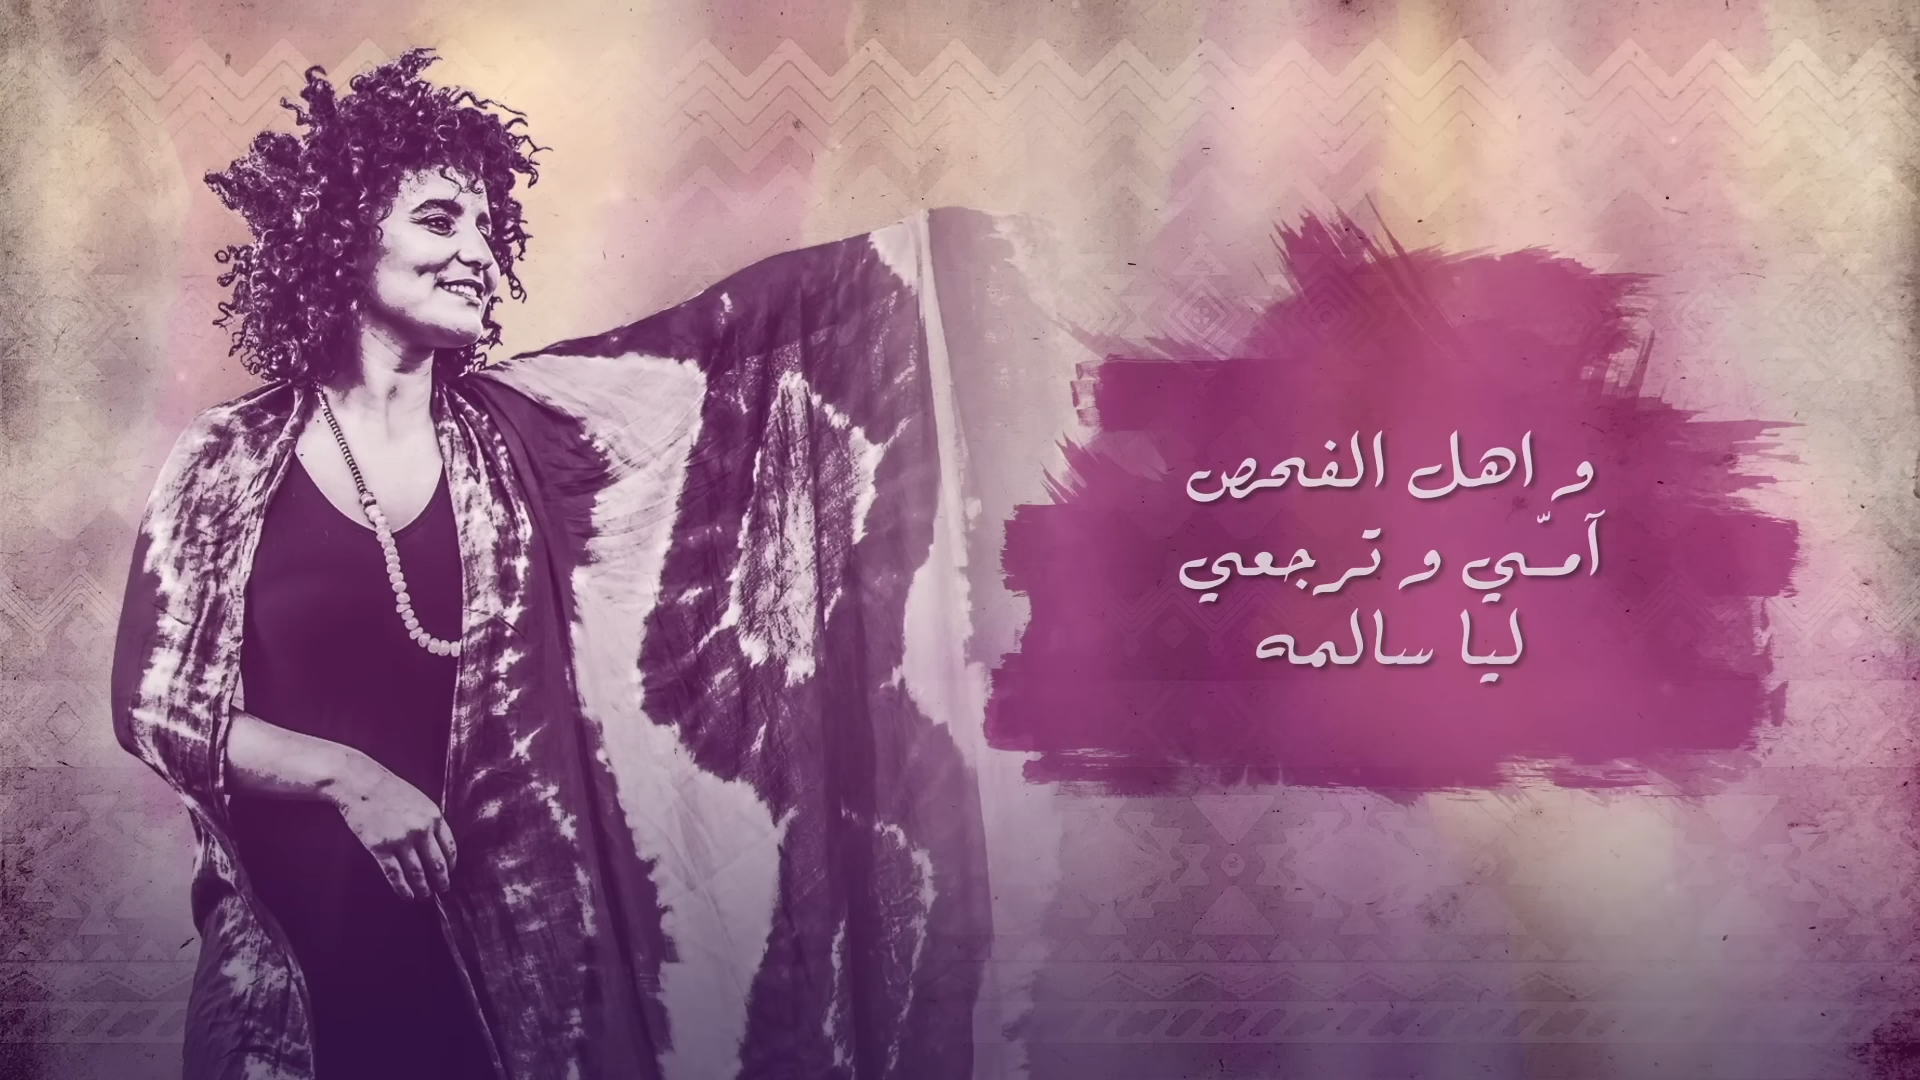 و اهل الفحص
آمّي و ترجعي
ليا سالمه